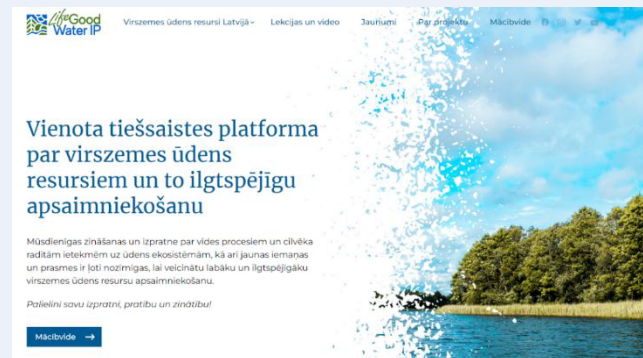 Life Good
Water IP
Virszemes ūdens resursi Latvijā
Lekcijas un video
Jaunumi
Par projektu
Mācībvide
Vienota tiešsaistes platforma
par virszemes ūdens
resursiem un to ilgtspējīgu
apsaimniekošanu
Mūsdienīgas zināšanas un izpratne par vides procesiem un cilvēka
radītām ietekmēm uz ūdens ekosistēmām, kā arī jaunas iemaņas
un prasmes ir ļoti nozīmīgas, lai veicinātu labāku un ilgtspējīgāku
virszemes ūdens resursu apsaimniekošanu.
Palielini savu izpratni, pratību un zinātību!
Mācībvide →